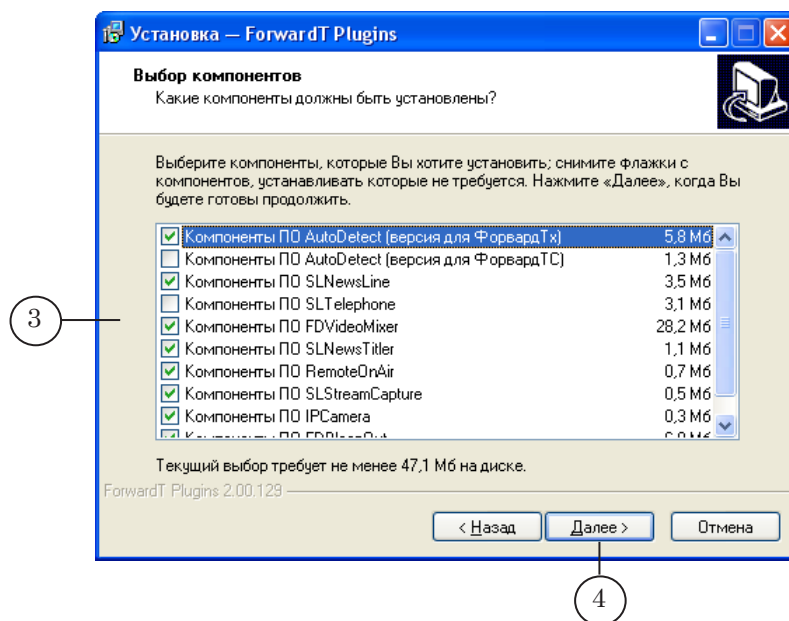 Установка — ForwardT Plugins
Выбор компонентов
Какие компоненты должны быть установлены?
Выберите компоненты, которые Вы хотите установить; снимите флажки с
компонентов, устанавливать которые не требуется. Нажмите «Далее», когда Вы
будете готовы продолжить.
Компоненты ПО AutoDetect (версия для ФорвардТх) 5,8 Мб
Компоненты ПО AutoDetect (версия для ФорвардТС) 1,3 Мб
Компоненты ПО SLNewsLine 3,5 Мб
Компоненты ПО SLTelephone 3,1 Мб
3
Компоненты ПО FDVideoMixer 28,2 Мб
Компоненты ПО SLNewsTitler 1,1 Мб
Компоненты ПО RemoteOnAir 0,7 Мб
Компоненты ПО SLStreamCapture 0,5 Мб
Компоненты ПО IPCamera 0,3 Мб
Компоненты ПО
Текущий выбор требует не менее 47,1 Мб на диске.
ForwardT Plugins 2.00.129
< Назад Далее > Отмена
4